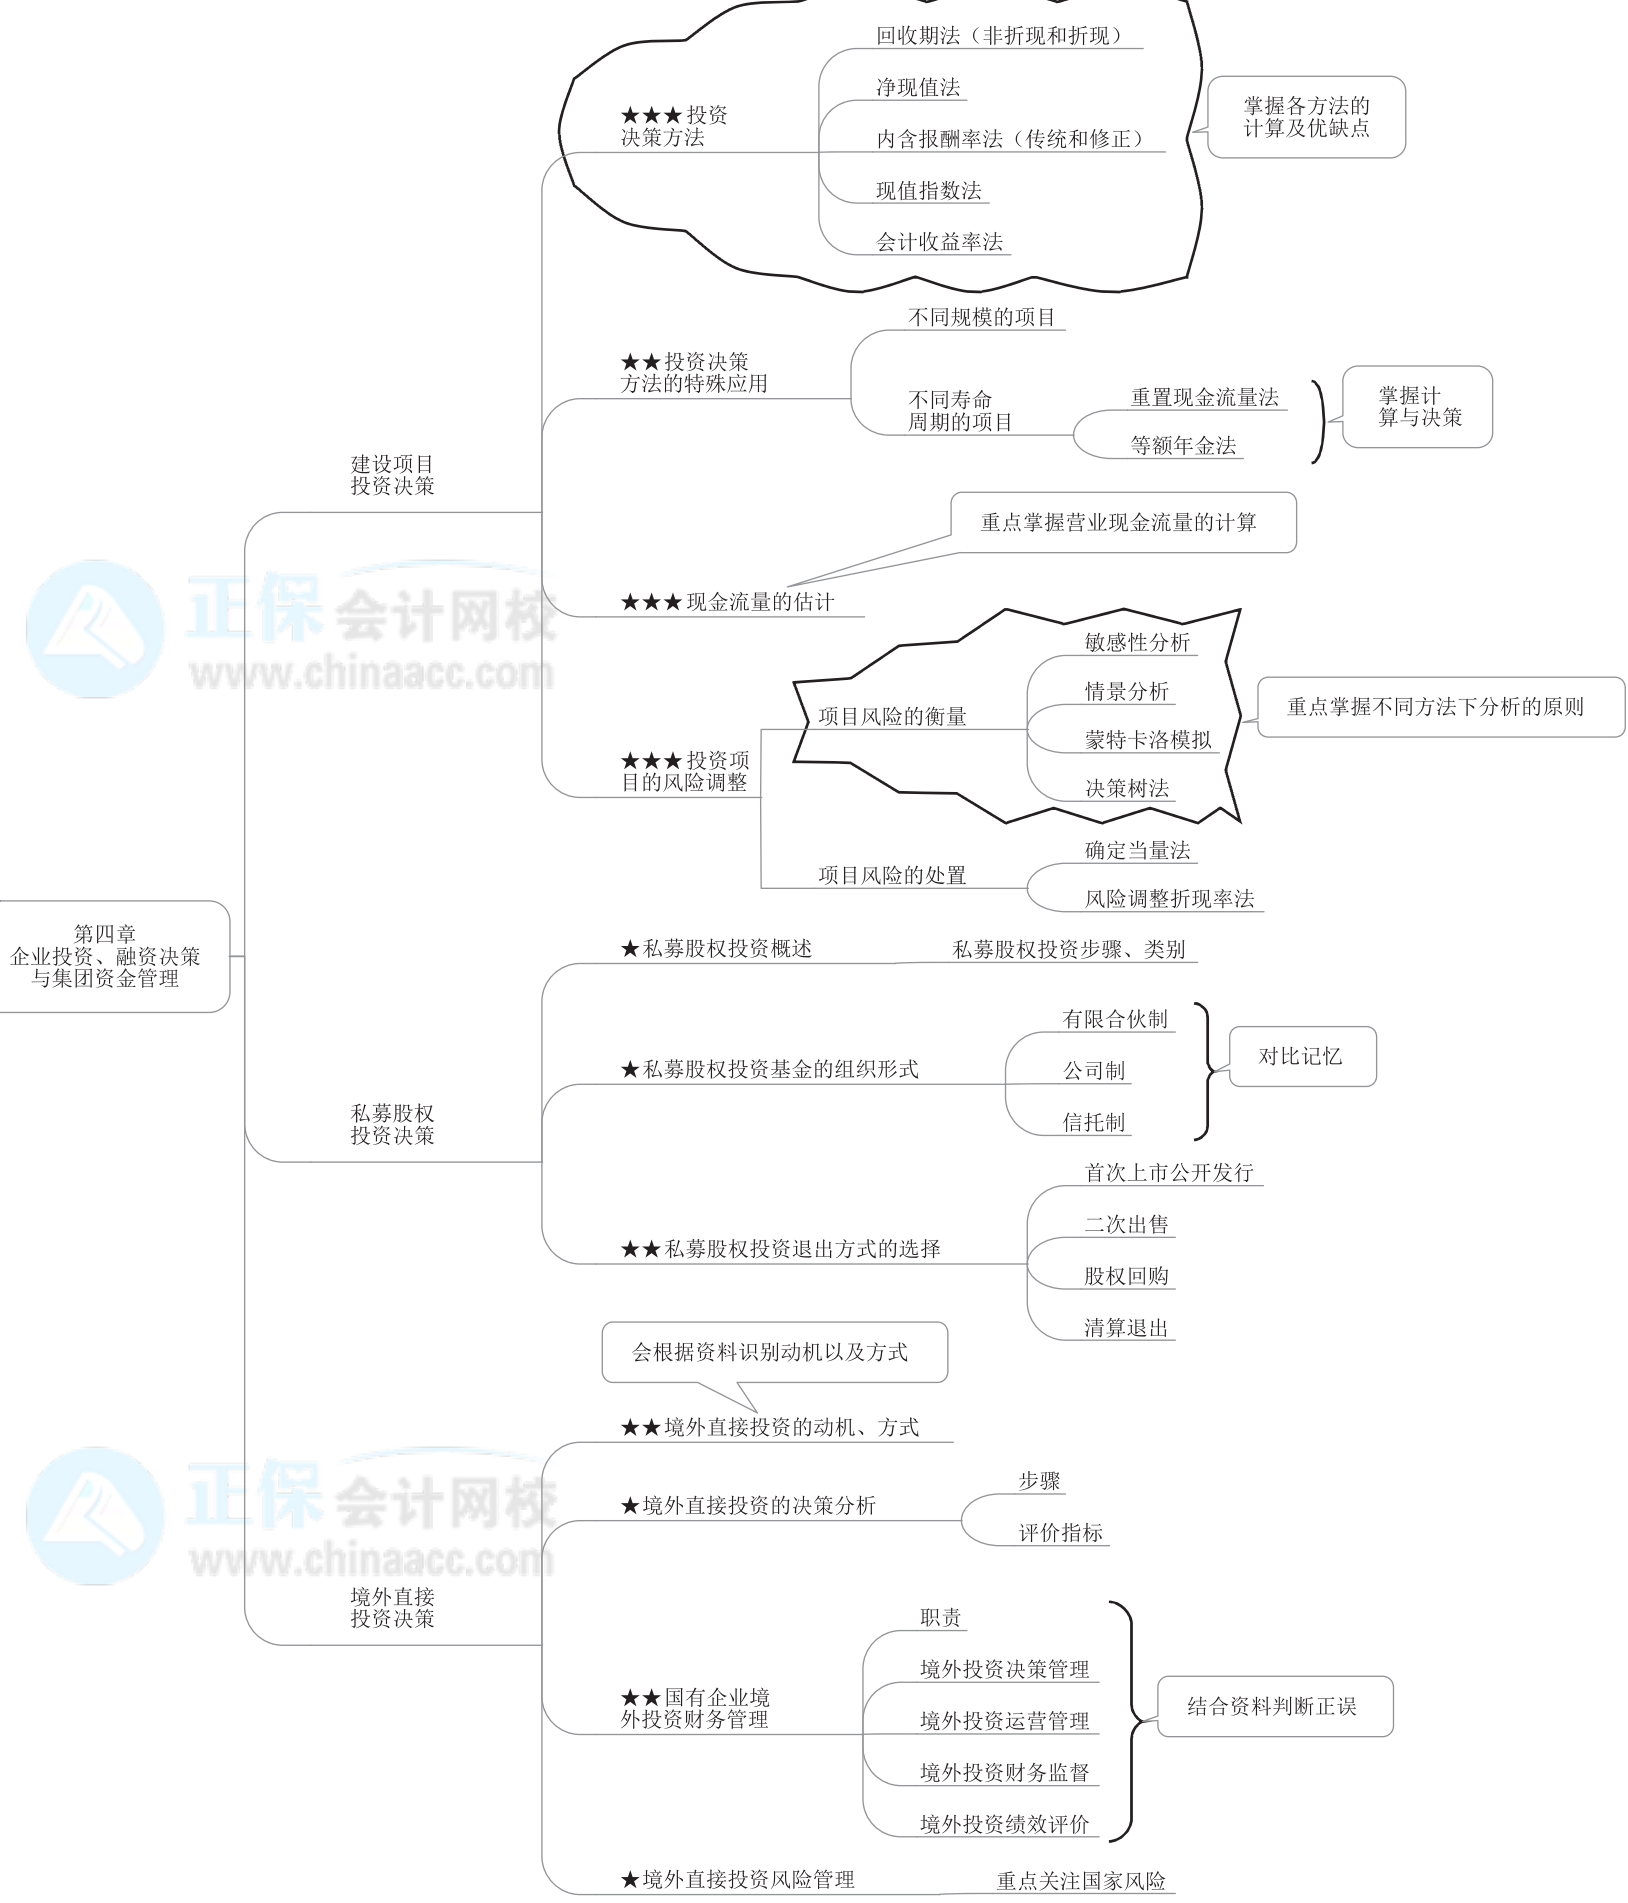 第四章
企业投资、融资决策
与集团资金管理
建设项目
投资决策
★★★投资
决策方法
回收期法（非折现和折现）
净现值法
内含报酬率法（传统和修正）
现值指数法
会计收益率法
掌握各方法的
计算及优缺点
★★投资决策
方法的特殊应用
不同规模的项目
不同寿命
周期的项目
重置现金流量法
等额年金法
掌握计
算与决策
重点掌握营业现金流量的计算
★★★现金流量的估计
★★★投资项
目的风险调整
项目风险的衡量
敏感性分析
情景分析
蒙特卡洛模拟
决策树法
重点掌握不同方法下分析的原则
项目风险的处置
确定当量法
风险调整折现率法
私募股权
投资决策
★私募股权投资概述
私募股权投资步骤、类别
★私募股权投资基金的组织形式
有限合伙制
公司制
信托制
对比记忆
★★私募股权投资退出方式的选择
首次上市公开发行
二次出售
股权回购
清算退出
境外直接
投资决策
会根据资料识别动机以及方式
★★境外直接投资的动机、方式
★境外直接投资的决策分析
步骤
评价指标
★★国有企业境
外投资财务管理
职责
境外投资决策管理
境外投资运营管理
境外投资财务监督
境外投资绩效评价
结合资料判断正误
★境外直接投资风险管理
重点关注国家风险
正保会计网校
www.chinaacc.com
正保会计网校
www.chinaacc.com